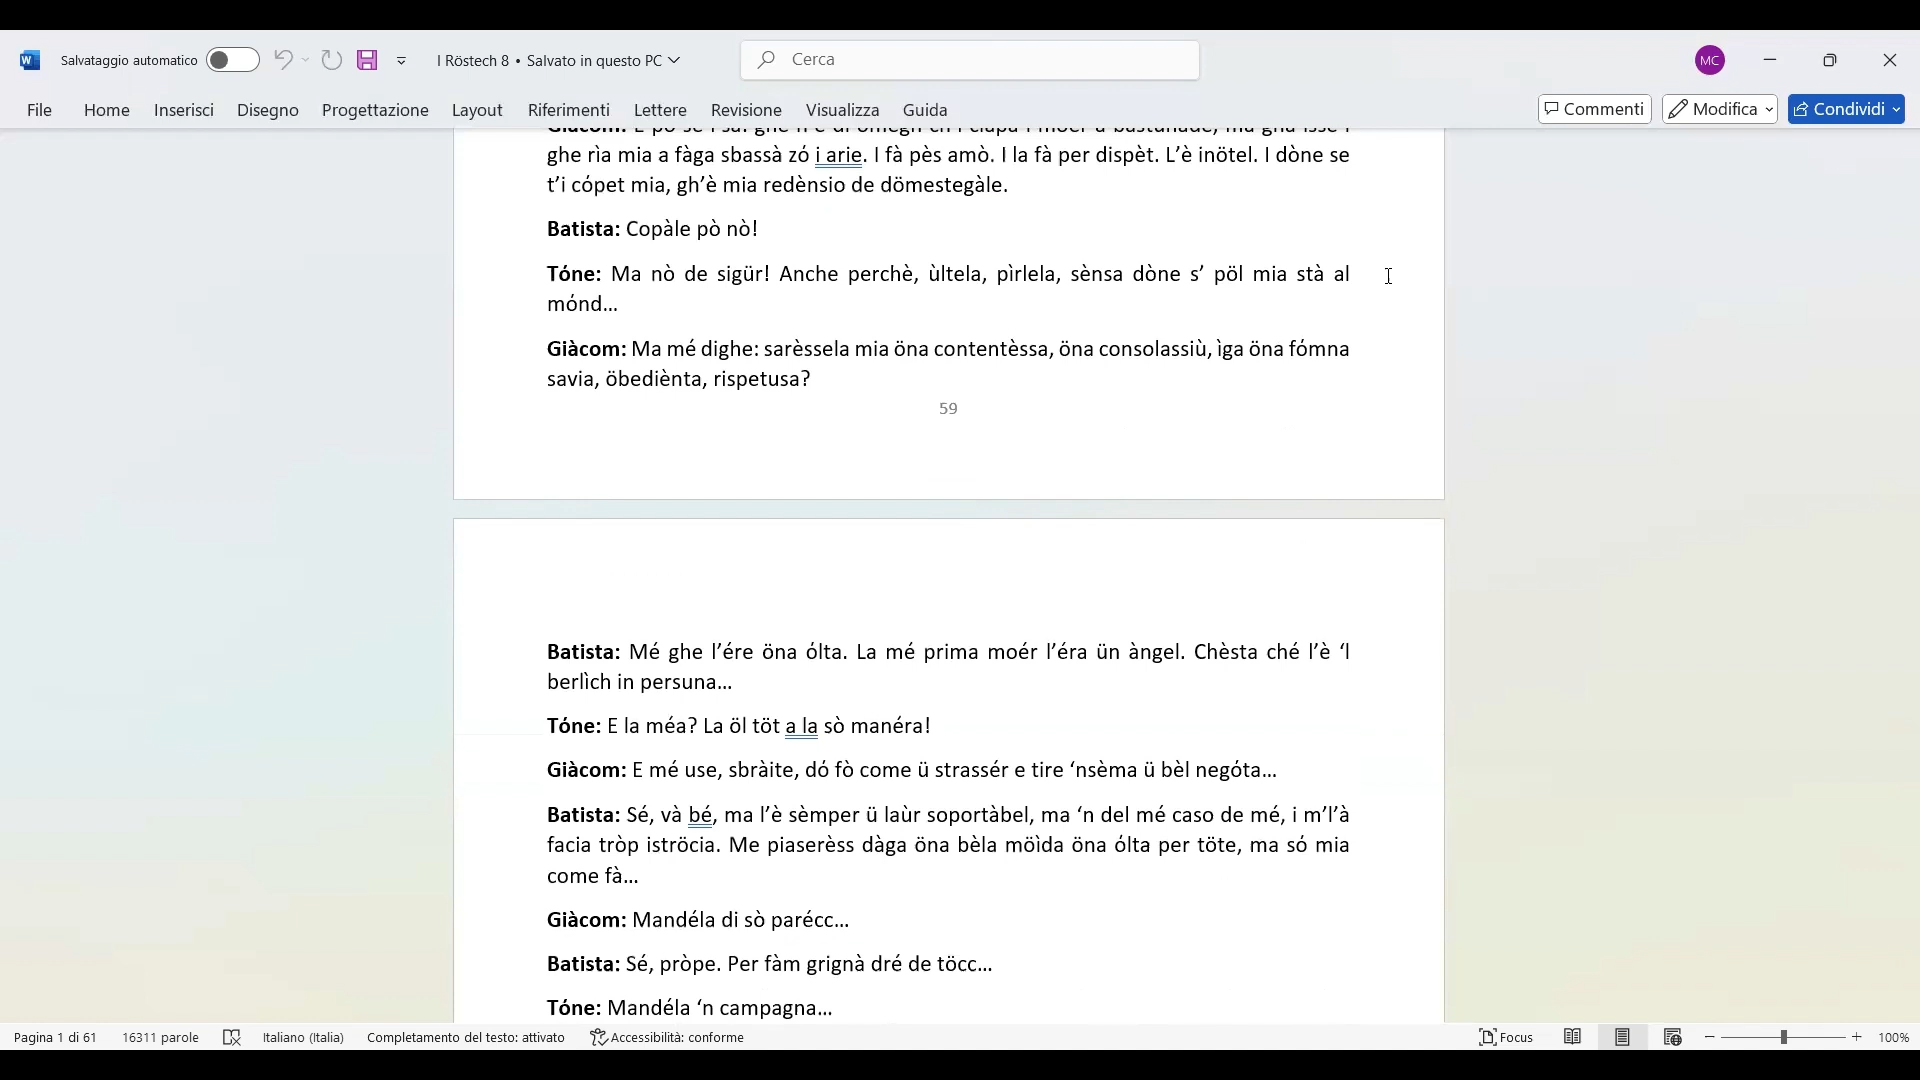 Salvataggio automatico
I Röstech 8 • Salvato in questo PC
Cerca
MC
File Home Inserisci Disegno Progettazione Layout Riferimenti Lettere Revisione Visualizza Guida
Commenti Modifica Condividi
ghe rìa mia a fàga sbassà zó i arie. I fà pès amò. I la fà per dispèt. L’è inötel. I dòne se
t’i cópet mia, gh’è mia redènsio de dömestegàle.
Batista: Copàle pò nò!
Tóne: Ma nò de sigür! Anche perchè, ùltela, pìrlela, sènsa dòne s’ pöl mia stà al
mónd...
Giàcom: Ma mé dighe: sarèssela mia öna contentèssa, öna consolassiù, ìga öna fómna
savia, öbediènta, rispetusa?
59
Batista: Mé ghe l’ére öna ólta. La mé prima moér l’éra ün àngel. Chèsta ché l’è ‘l
berlìch in persuna...
Tóne: E la méa? La öl töt a la sò manéra!
Giàcom: E mé use, sbràite, dó fò come ü strassér e tire ‘nsèma ü bèl negóta...
Batista: Sé, và bé, ma l’è sèmper ü laùr soportàbel, ma ‘n del mé caso de mé, i m’l’à
facia tròp iströcia. Me piaserèss dàga öna bèla möìda öna ólta per töte, ma só mia
come fà...
Giàcom: Mandéla di sò parécc...
Batista: Sé, pròpe. Per fàm grignà dré de töcc...
Tóne: Mandéla ‘n campagna...
Pagina 1 di 61 16311 parole Italiano (Italia) Completamento del testo: attivato Accessibilità: conforme Focus 100%